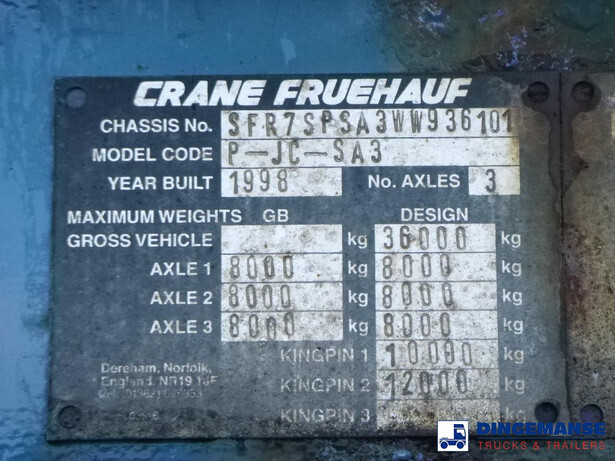 CRANE FRUEHAUF
CHASSIS No. SFR7SPSA3WW936101
MODEL CODE P-JC-SA3
YEAR BUILT 1998 No. AXLES 3
MAXIMUM WEIGHTS GB DESIGN
GROSS VEHICLE kg 36000 kg
AXLE 1 8000 kg 8000 kg
AXLE 2 8000 kg 8000 kg
AXLE 3 8000 kg 8000 kg
KINGPIN 1 10000 kg
KINGPIN 2 12000 kg
KINGPIN 3 kg
Dereham, Norfolk,
England. NR19 1JF
DINGEMANSE
TRUCKS & TRAILERS